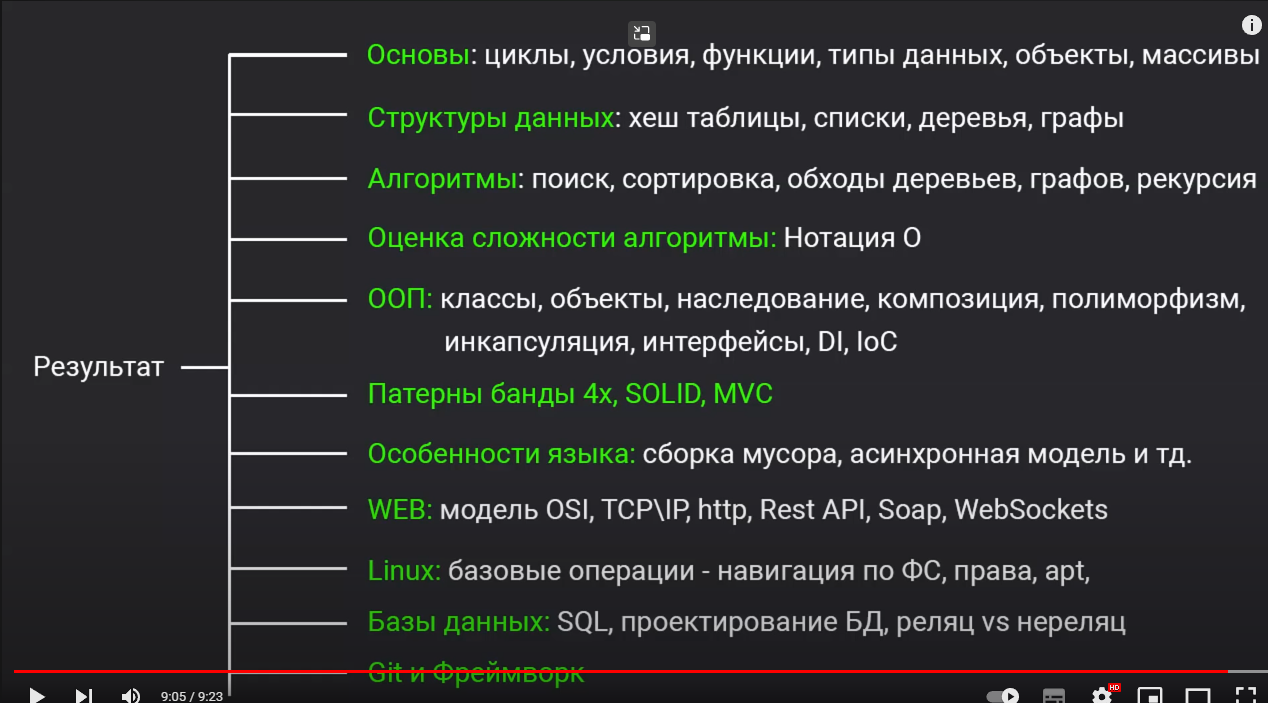 Основы: циклы, условия, функции, типы данных, объекты, массивы
Структуры данных: хеш таблицы, списки, деревья, графы
Алгоритмы: поиск, сортировка, обходы деревьев, графов, рекурсия
Оценка сложности алгоритмы: Нотация О
ООП: классы, объекты, наследование, композиция, полиморфизм,
инкапсуляция, интерфейсы, DI, IoC
Результат
Патерны банды 4х, SOLID, MVC
Особенности языка: сборка мусора, асинхронная модель и тд.
WEB: модель OSI, TCP\IP, http, Rest API, Soap, WebSockets
Linux: базовые операции - навигация по ФС, права, apt,
Базы данных: SQL, проектирование БД, реляц vs нереляц
Git и Фреймворк
9:05 / 9:23
HD